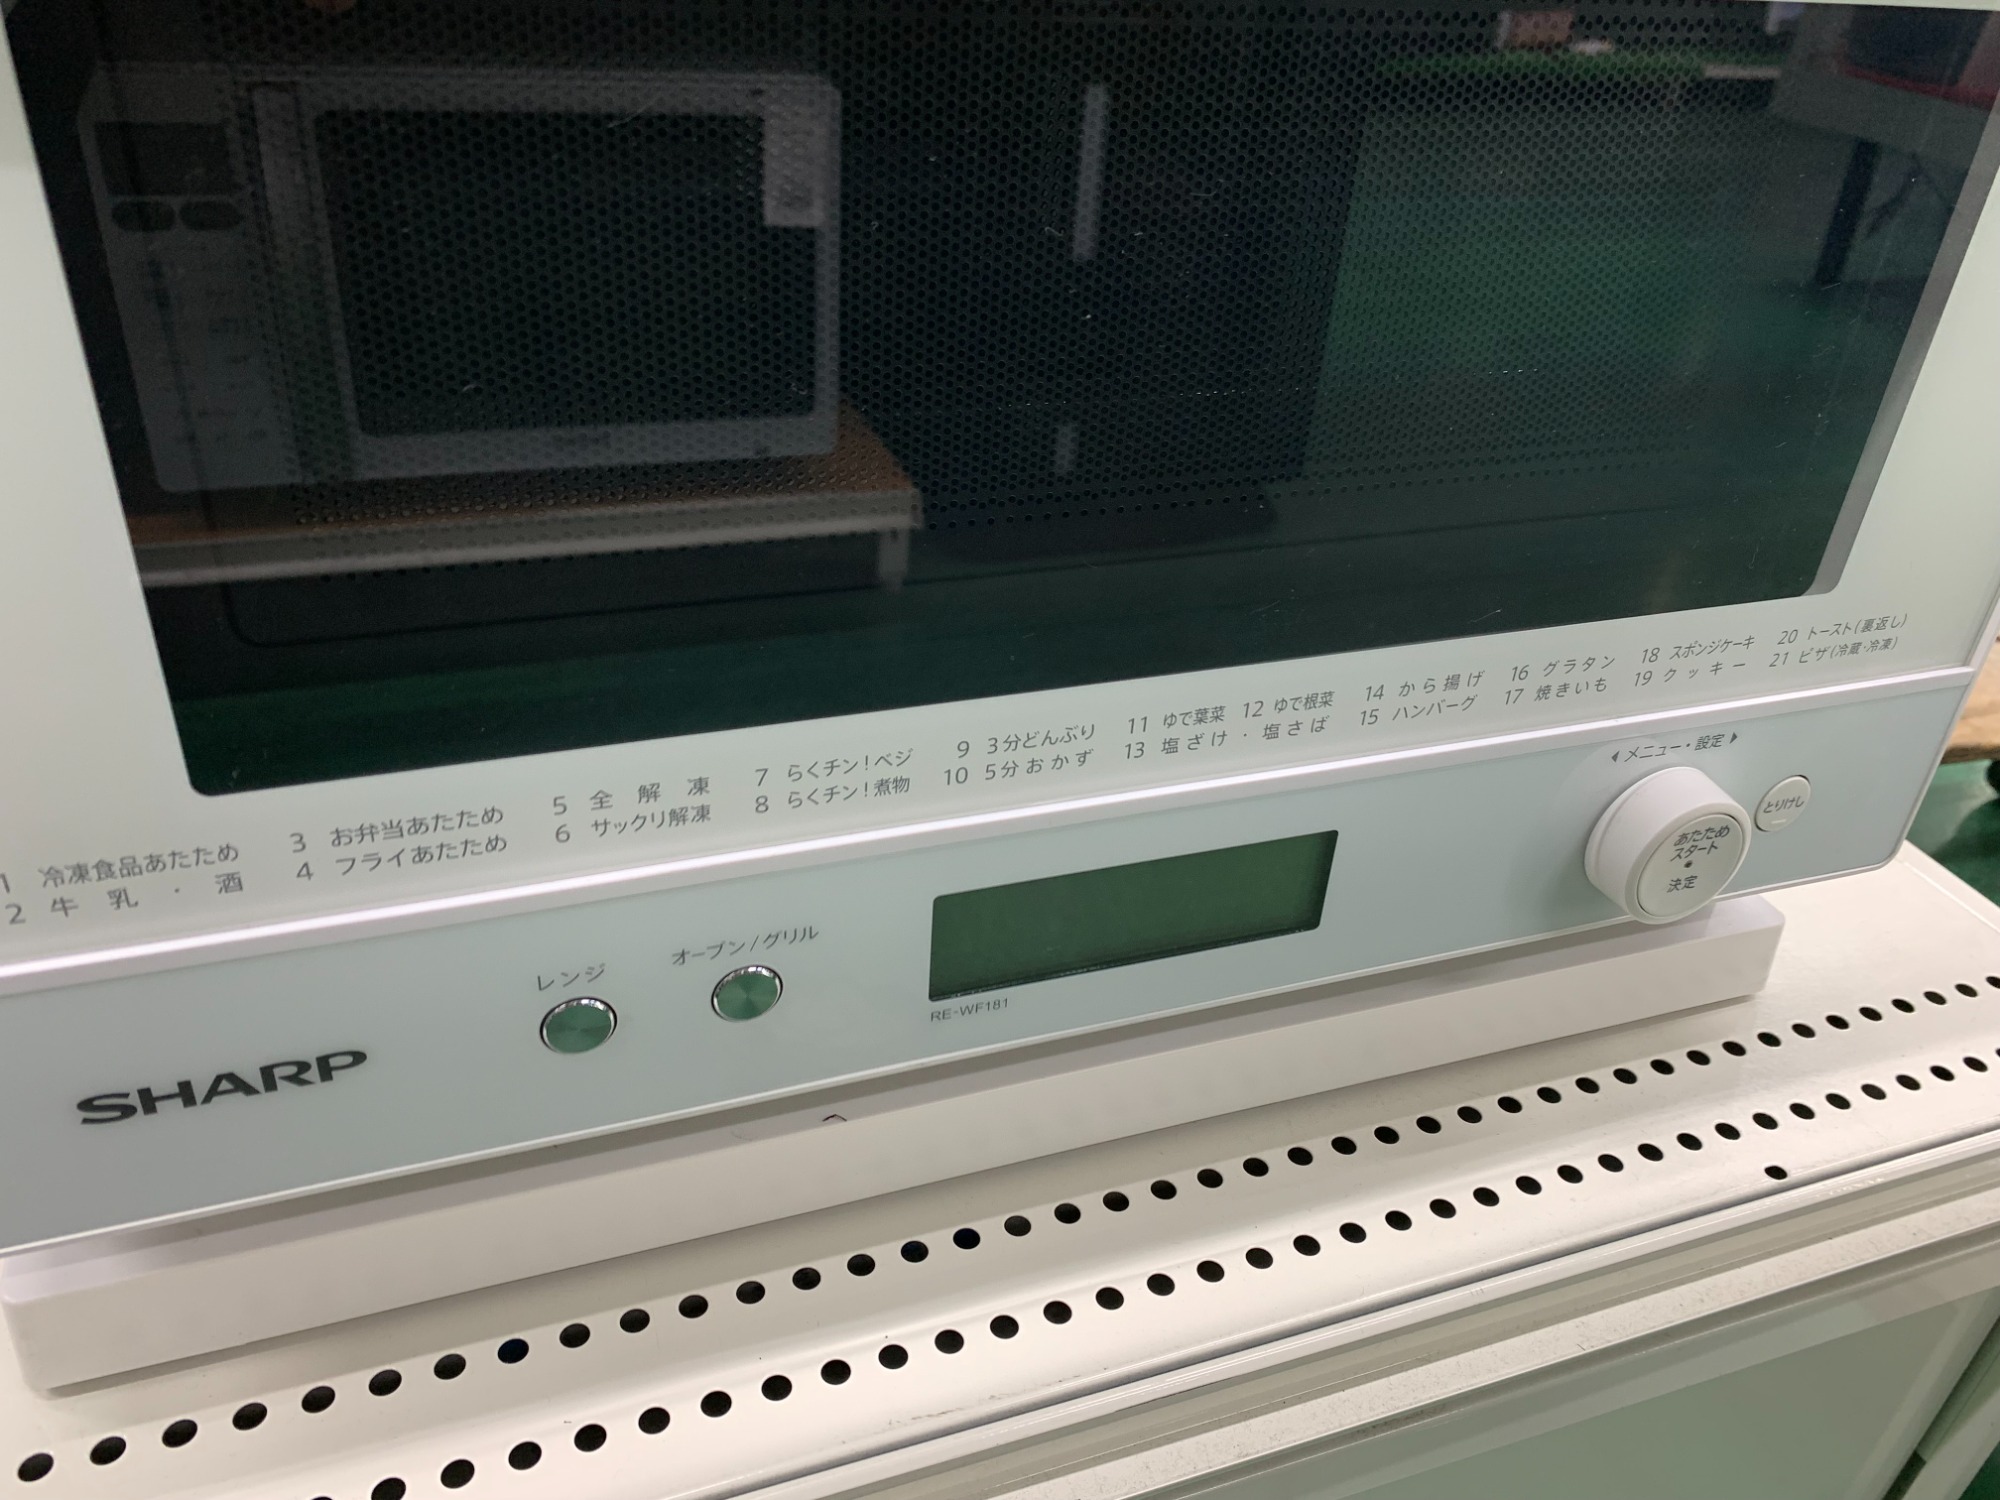 1 冷凍食品あたため 3 お弁当あたため 5 全解凍 7 らくチン!ベジ 9 3分どんぶり 11 ゆで葉菜 12 ゆで根菜 14 から揚げ 16 グラタン 18 スポンジケーキ 20 トースト(裏返し)
2 牛乳・酒 4 フライあたため 6 サックリ解凍 8 らくチン!煮物 10 5分おかず 13 塩ざけ・塩さば 15 ハンバーグ 17 焼きいも 19 クッキー 21 ピザ(冷蔵・冷凍)
◀メニュー・設定▶
とりけし
あたため
スタート
決定
レンジ
オーブン/グリル
RE-WF181
SHARP